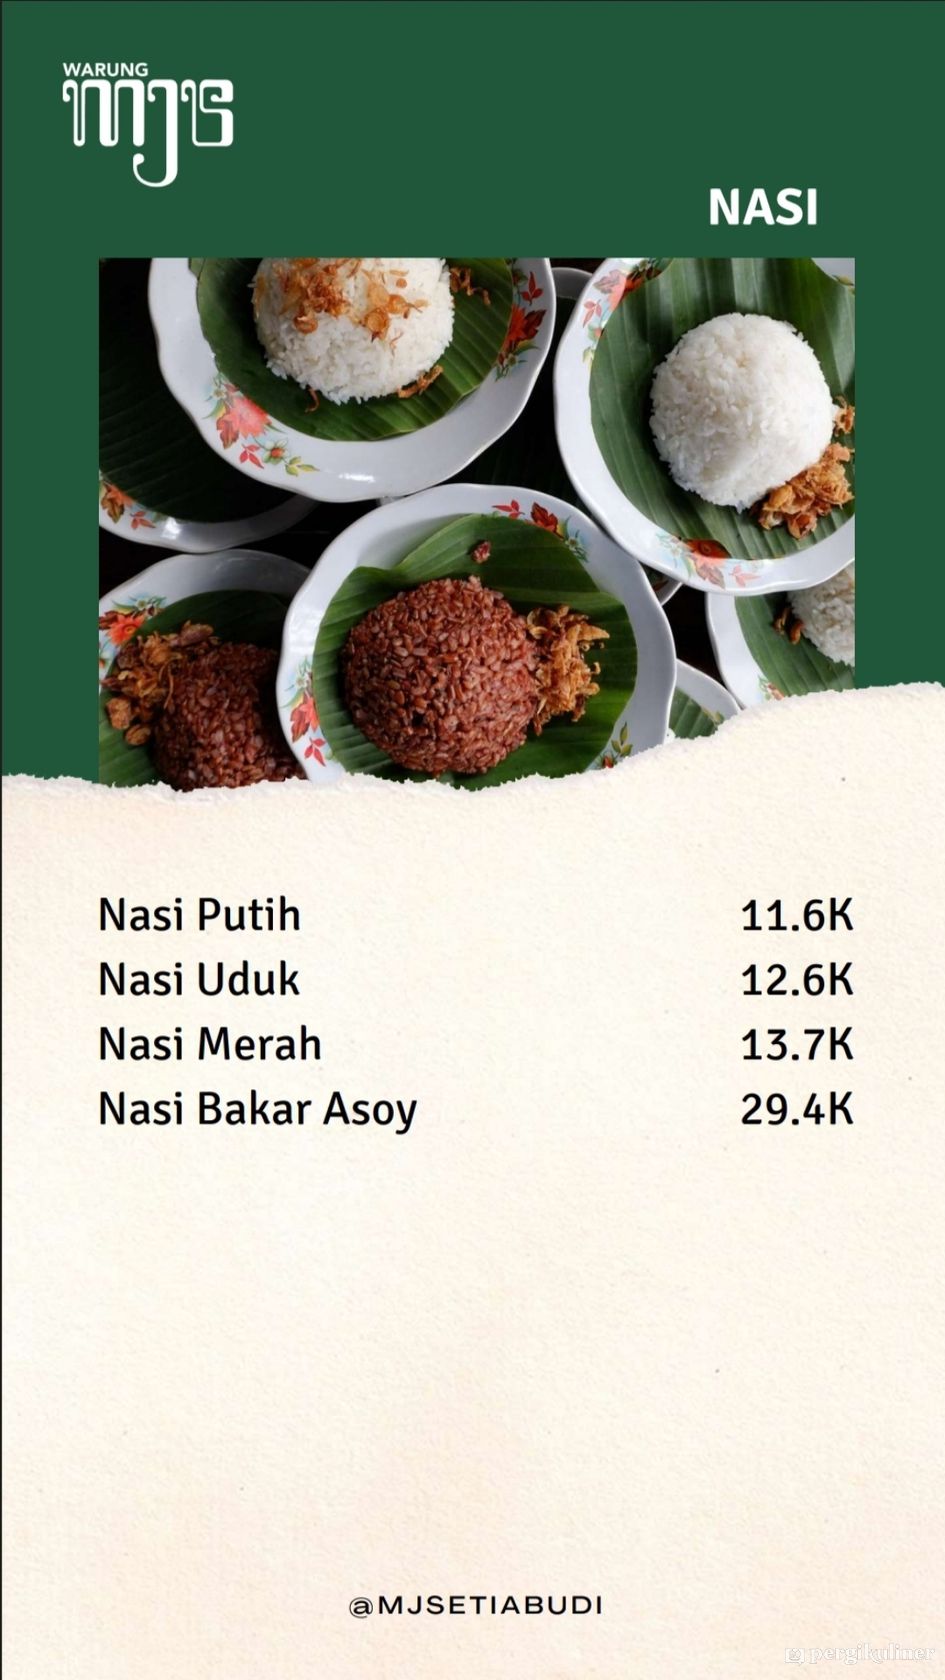 WARUNG
mjs
NASI
Nasi Putih 11.6K
Nasi Uduk 12.6K
Nasi Merah 13.7K
Nasi Bakar Asoy 29.4K
@MJSETIABUDI
pergikuliner